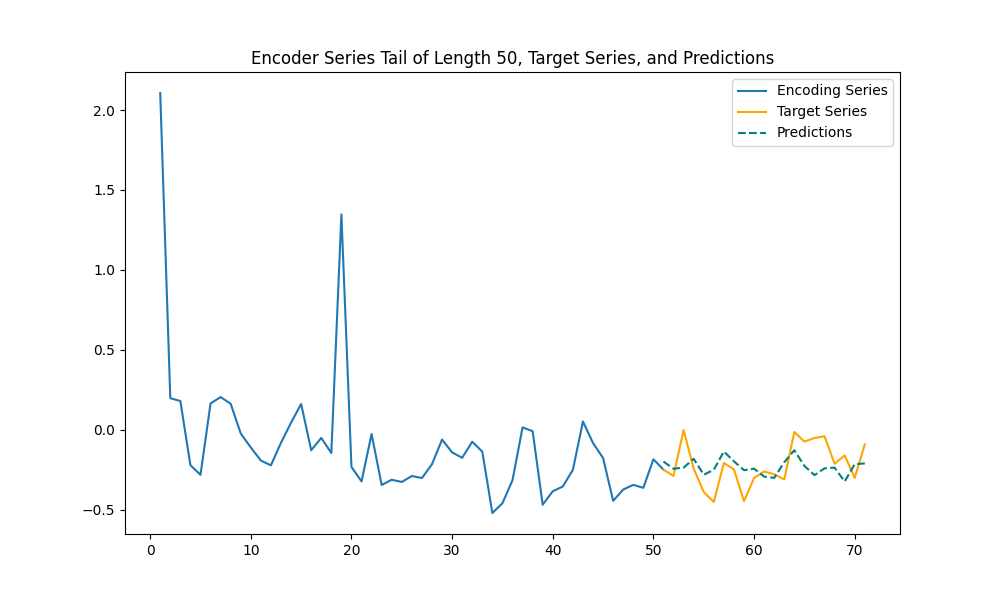 Encoder Series Tail of Length 50, Target Series, and Predictions
Encoding Series
Target Series
Predictions
2.0
1.5
1.0
0.5
0.0
−0.5
0 10 20 30 40 50 60 70